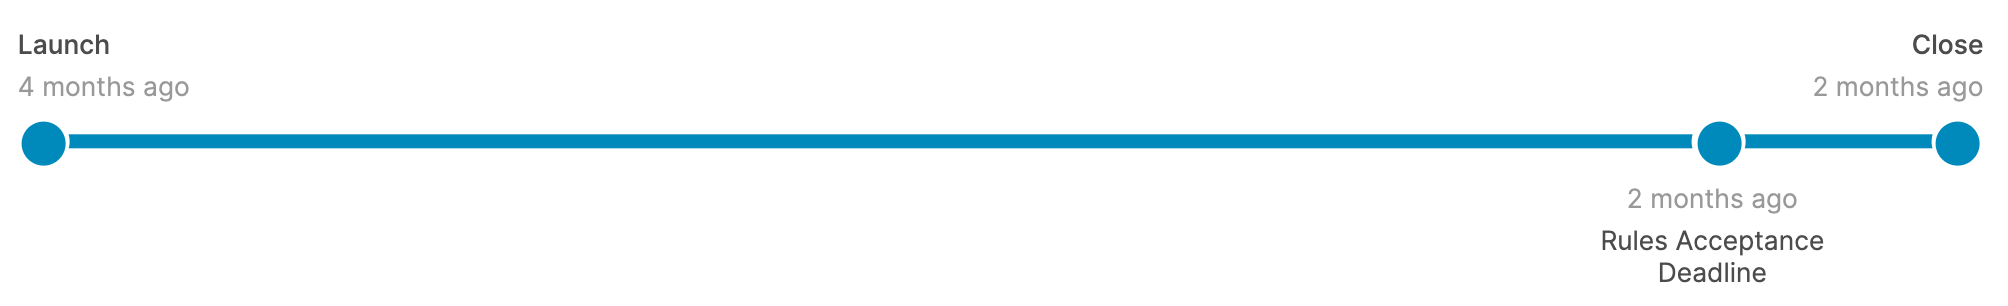 Launch
4 months ago
Close
2 months ago
2 months ago
Rules Acceptance
Deadline